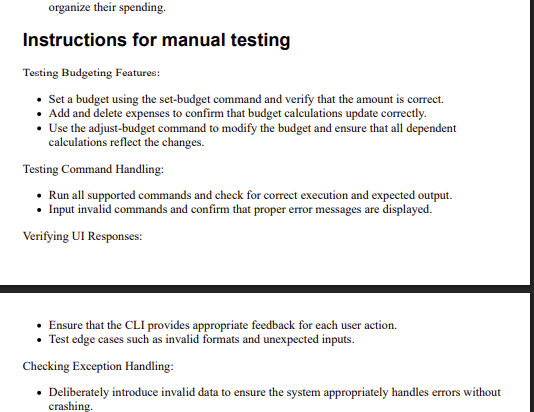 organize their spending.
Instructions for manual testing
Testing Budgeting Features:
• Set a budget using the set-budget command and verify that the amount is correct.
• Add and delete expenses to confirm that budget calculations update correctly.
• Use the adjust-budget command to modify the budget and ensure that all dependent
calculations reflect the changes.
Testing Command Handling:
• Run all supported commands and check for correct execution and expected output.
• Input invalid commands and confirm that proper error messages are displayed.
Verifying UI Responses:
• Ensure that the CLI provides appropriate feedback for each user action.
• Test edge cases such as invalid formats and unexpected inputs.
Checking Exception Handling:
• Deliberately introduce invalid data to ensure the system appropriately handles errors without
crashing.